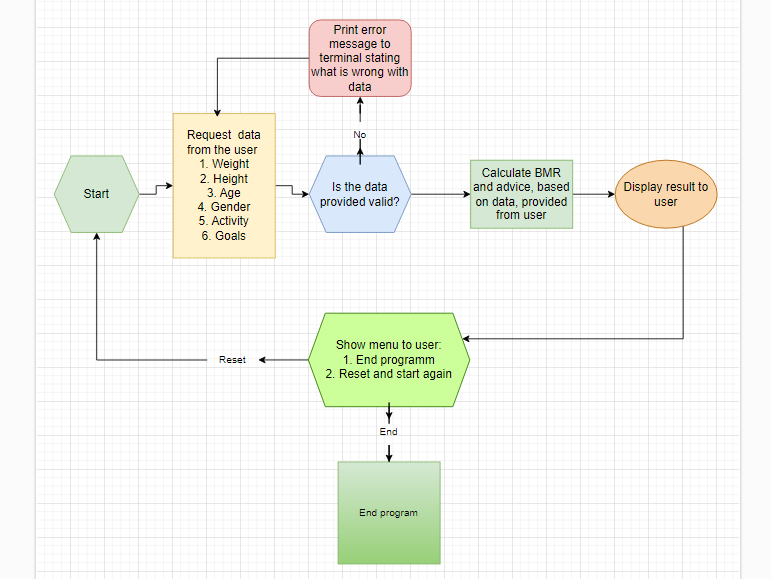 Print error
message to
terminal stating
what is wrong with
data
No
Start
Request data
from the user
1. Weight
2. Height
3. Age
4. Gender
5. Activity
6. Goals
Is the data
provided valid?
Calculate BMR
and advice, based
on data, provided
from user
Display result to
user
Show menu to user:
1. End programm
2. Reset and start again
Reset
End
End program